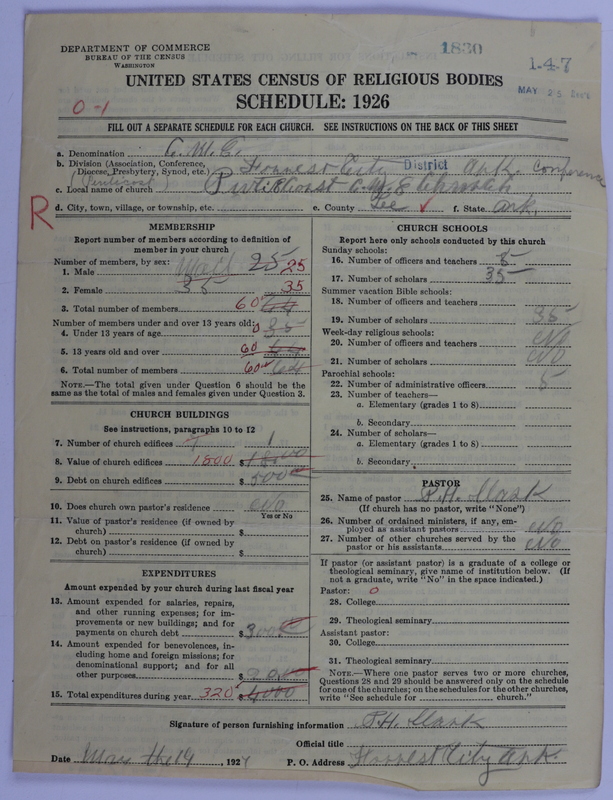 DEPARTMENT OF COMMERCE
BUREAU OF THE CENSUS
WASHINGTON
1830
1-4-7
MAY 25
UNITED STATES CENSUS OF RELIGIOUS BODIES
SCHEDULE: 1926
0-1
FILL OUT A SEPARATE SCHEDULE FOR EACH CHURCH. SEE INSTRUCTIONS ON THE BACK OF THIS SHEET
a. Denomination C. M. E.
b. Division (Association, Conference, Diocese, Presbytery, Synod, etc.) Forrest City District Ark. Conference
c. Local name of church
d. City, town, village, or township, etc. e. County Lee f. State Ark.
R
MEMBERSHIP
Report number of members according to definition of member in your church
Number of members, by sex:
1. Male 25 25
2. Female 35 35
3. Total number of members 60 64
Number of members under and over 13 years old:
4. Under 13 years of age 0 35
5. 13 years old and over 60 64
6. Total number of members 60 64
NOTE.—The total given under Question 6 should be the same as the total of males and females given under Question 3.
CHURCH BUILDINGS
See instructions, paragraphs 10 to 12
7. Number of church edifices 1 1
8. Value of church edifices 1800 $1800
9. Debt on church edifices $
10. Does church own pastor's residence No
Yes or No
11. Value of pastor's residence (if owned by church) $
12. Debt on pastor's residence (if owned by church) $
EXPENDITURES
Amount expended by your church during last fiscal year
13. Amount expended for salaries, repairs, and other running expenses; for improvements or new buildings; and for payments on church debt $300
14. Amount expended for benevolences, including home and foreign missions; for denominational support; and for all other purposes $
15. Total expenditures during year 320 $
CHURCH SCHOOLS
Report here only schools conducted by this church
Sunday schools:
16. Number of officers and teachers 5
17. Number of scholars 35
Summer vacation Bible schools:
18. Number of officers and teachers
19. Number of scholars 35
Week-day religious schools:
20. Number of officers and teachers No
21. Number of scholars No
Parochial schools:
22. Number of administrative officers 5
23. Number of teachers—
a. Elementary (grades 1 to 8)
b. Secondary
24. Number of scholars—
a. Elementary (grades 1 to 8)
b. Secondary
PASTOR
25. Name of pastor
(If church has no pastor, write "None")
26. Number of ordained ministers, if any, employed as assistant pastors No
27. Number of other churches served by the pastor or his assistants No
If pastor (or assistant pastor) is a graduate of a college or theological seminary, give name of institution below. (If not a graduate, write "No" in the space indicated.)
Pastor: 0
28. College
29. Theological seminary
Assistant pastor:
30. College
31. Theological seminary
NOTE.—Where one pastor serves two or more churches, Questions 28 and 29 should be answered only on the schedule for one of the churches; on the schedules for the other churches, write "See schedule for church."
Signature of person furnishing information
Official title
Date the 19, 1927 P. O. Address Forrest City Ark.